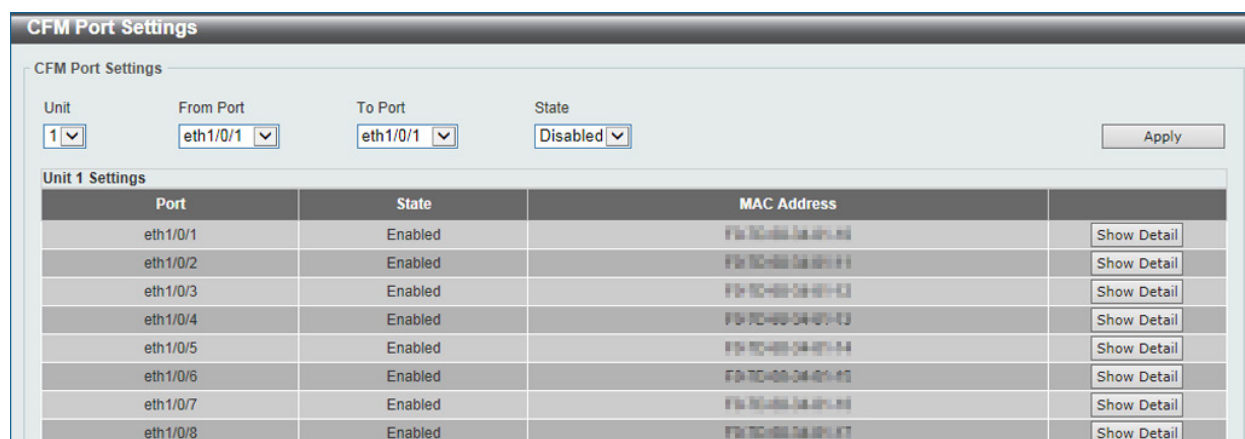 CFM Port Settings
CFM Port Settings
Unit From Port To Port State
1 eth1/0/1 eth1/0/1 Disabled Apply
Unit 1 Settings
Port State MAC Address
eth1/0/1 Enabled Show Detail
eth1/0/2 Enabled Show Detail
eth1/0/3 Enabled Show Detail
eth1/0/4 Enabled Show Detail
eth1/0/5 Enabled Show Detail
eth1/0/6 Enabled Show Detail
eth1/0/7 Enabled Show Detail
eth1/0/8 Enabled Show Detail